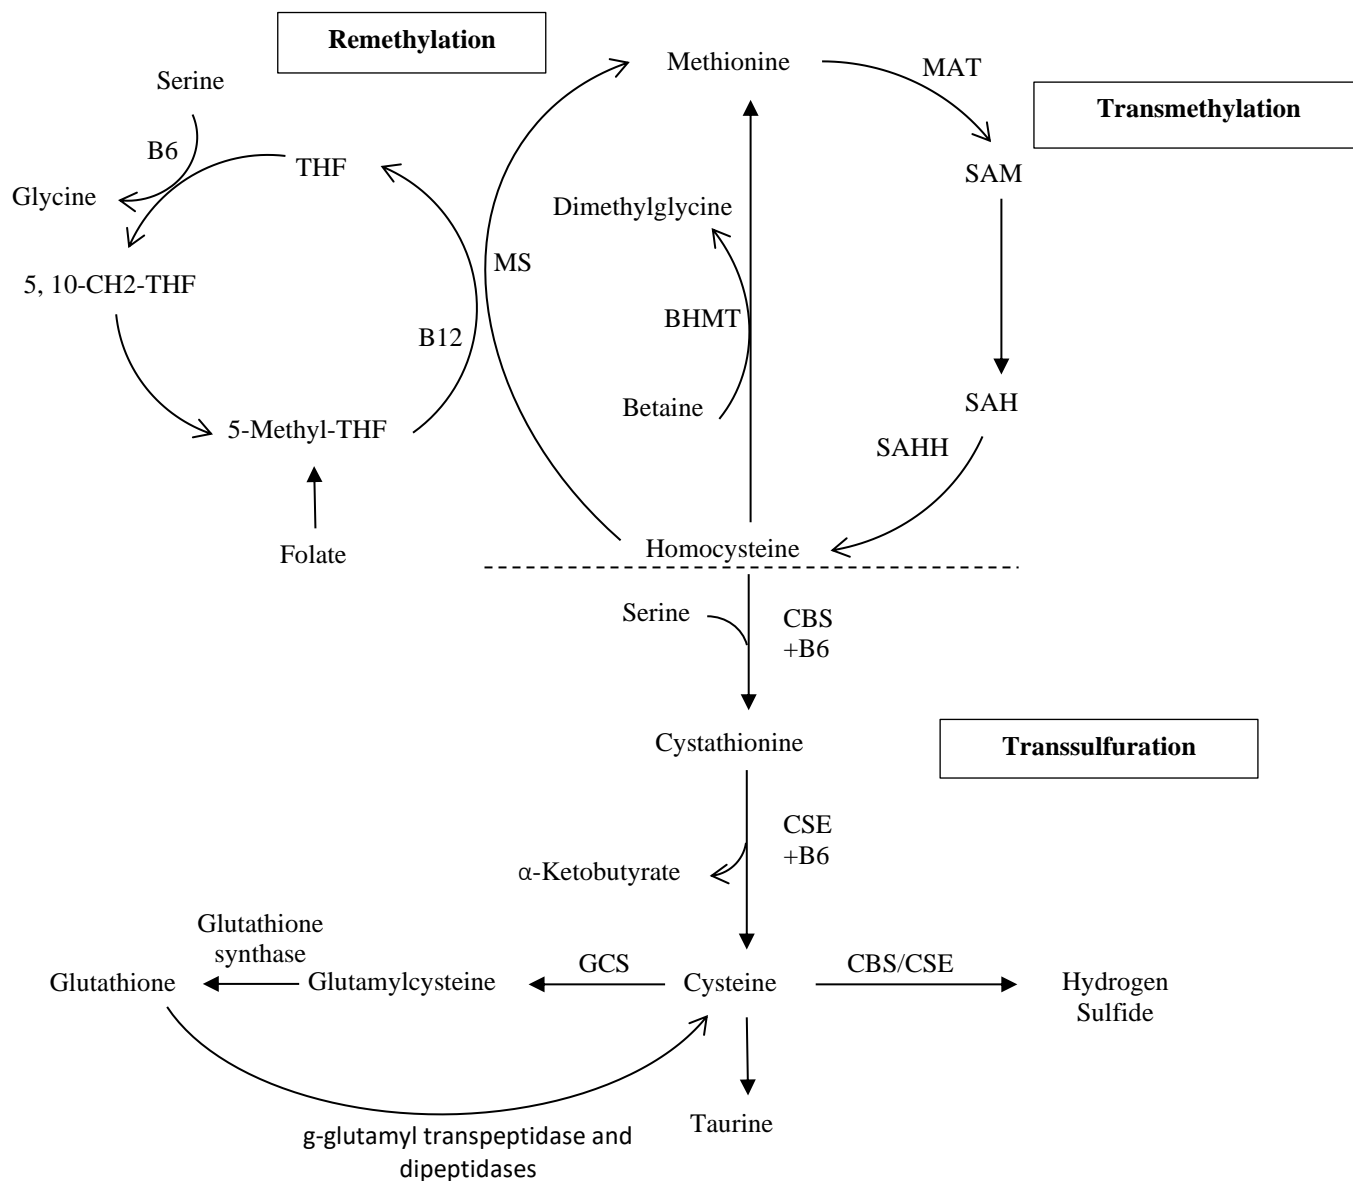 Remethylation
Methionine
MAT
Serine
Transmethylation
B6
THF
SAM
Glycine
Dimethylglycine
MS
5, 10-CH2-THF
BHMT
B12
Betaine
SAH
5-Methyl-THF
SAHH
Homocysteine
Folate
Serine
CBS
+B6
Cystathionine
Transsulfuration
CSE
+B6
α-Ketobutyrate
Glutathione
synthase
GCS
CBS/CSE
Glutathione
Glutamylcysteine
Cysteine
Hydrogen
Sulfide
Taurine
g-glutamyl transpeptidase and
dipeptidases